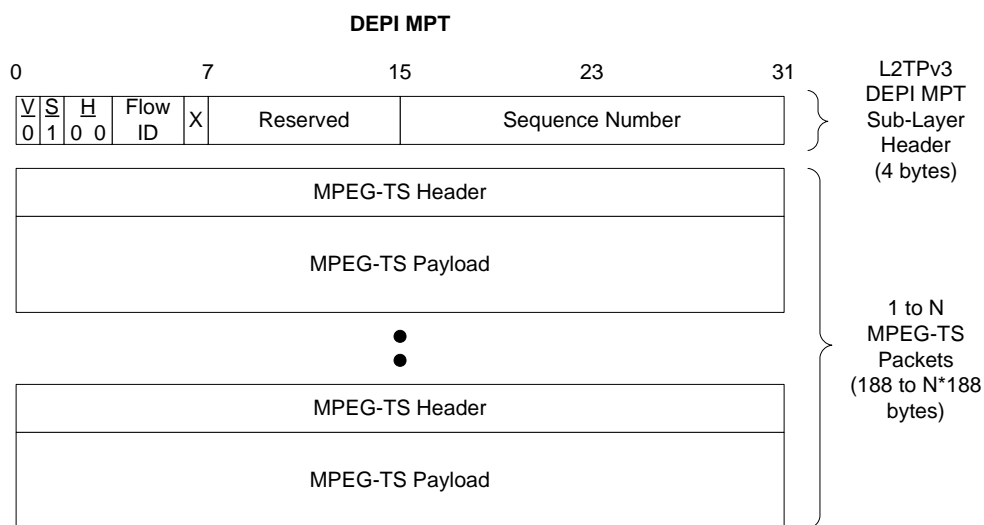 DEPI MPT
0 7 15 23 31
V S H Flow ID X Reserved Sequence Number
0 1 0 0
L2TPv3
DEPI MPT
Sub-Layer
Header
(4 bytes)
MPEG-TS Header
MPEG-TS Payload
1 to N
MPEG-TS
Packets
(188 to N*188
bytes)
MPEG-TS Header
MPEG-TS Payload